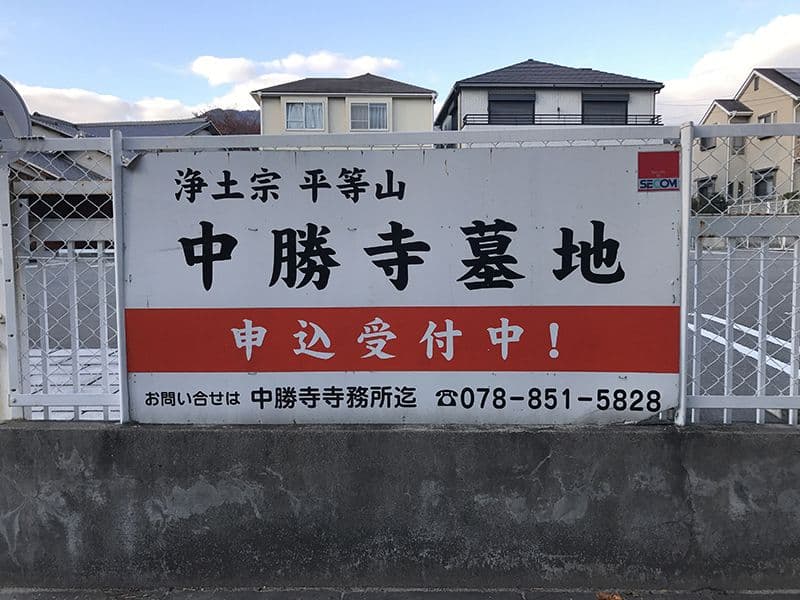 浄土宗 平等山
SECOM
中勝寺墓地
申込受付中!
お問い合せは 中勝寺寺務所迄 ☎078-851-5828